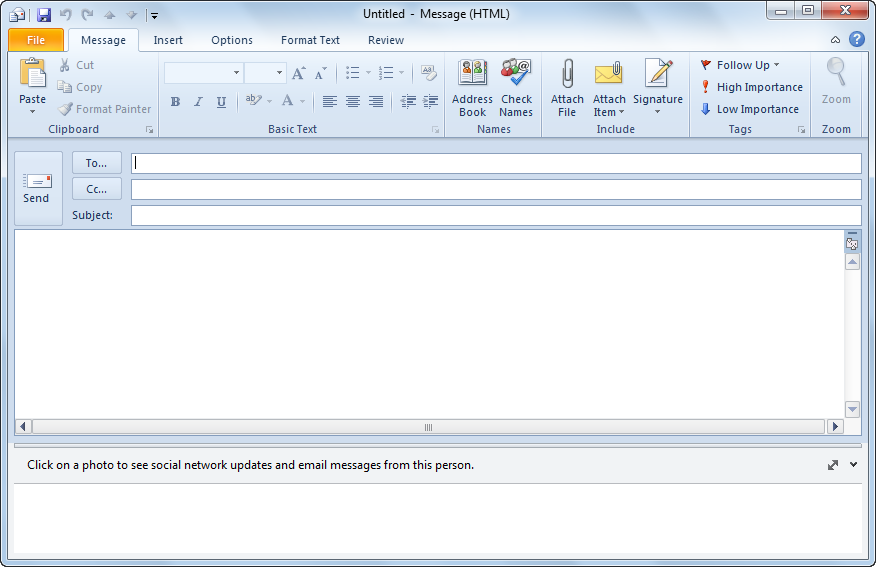 Untitled - Message (HTML)
File Message Insert Options Format Text Review
Paste
Cut
Copy
Format Painter
Clipboard
B I U
ab A
Basic Text
Address Book
Check Names
Names
Attach File
Attach Item
Signature
Include
Follow Up
High Importance
Low Importance
Tags
Zoom
Zoom
Send
To...
Cc...
Subject:
Click on a photo to see social network updates and email messages from this person.